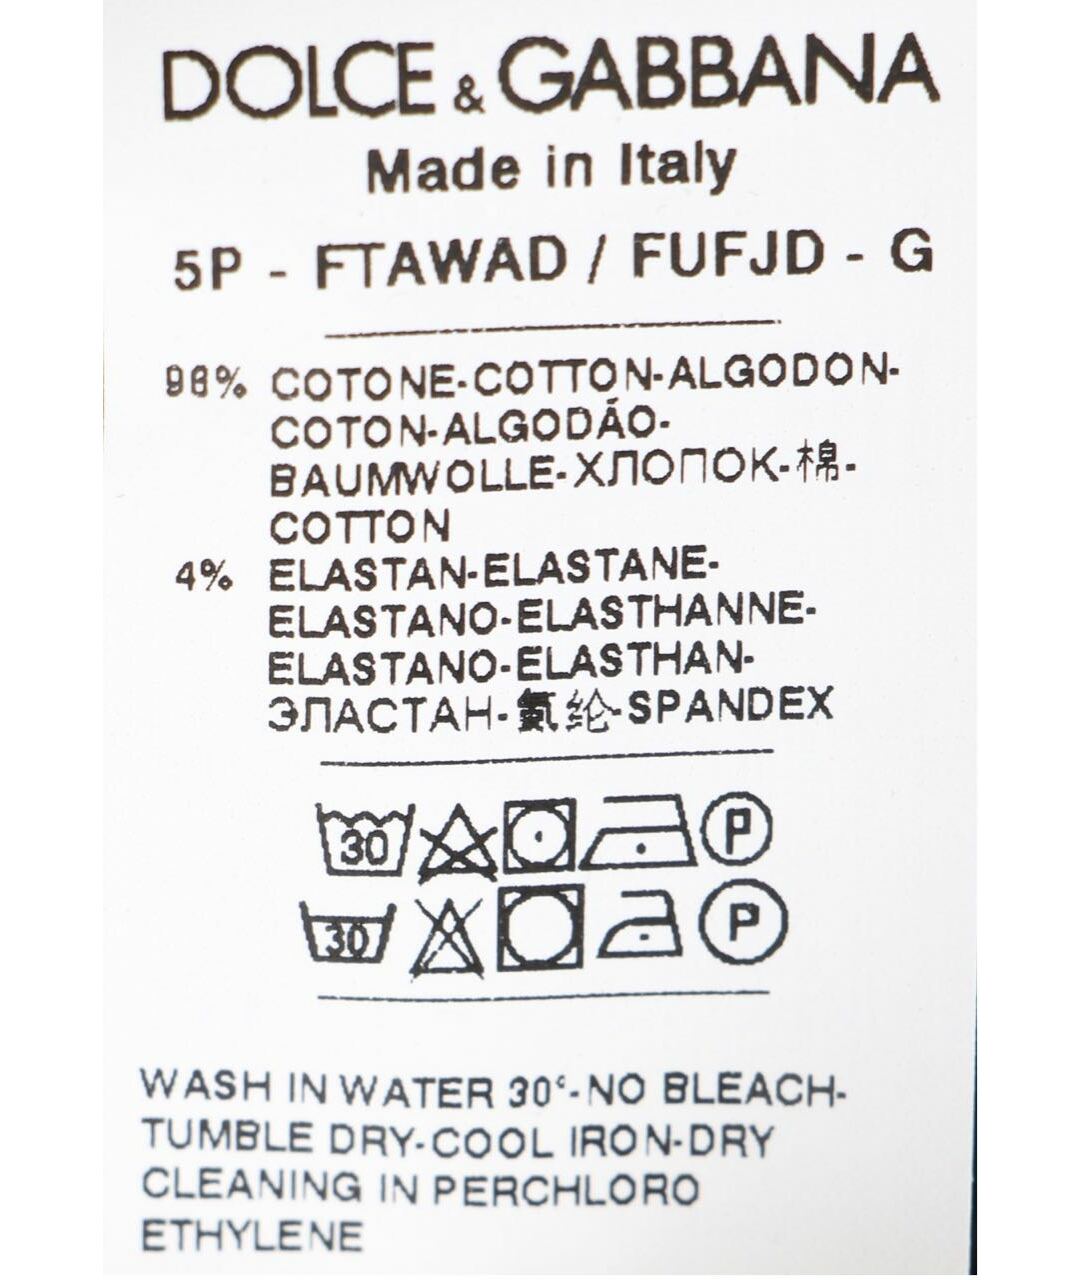 DOLCE & GABBANA
Made in Italy
5P - FTAWAD / FUFJD - G
96% COTONE-COTTON-ALGODON-
COTON-ALGODÃO-
BAUMWOLLE-ХЛОПОК-棉-
COTTON
4% ELASTAN-ELASTANE-
ELASTANO-ELASTHANNE-
ELASTANO-ELASTHAN-
ЭЛАСТАН-氨纶-SPANDEX
30 P
30 P
WASH IN WATER 30°-NO BLEACH-
TUMBLE DRY-COOL IRON-DRY
CLEANING IN PERCHLORO
ETHYLENE